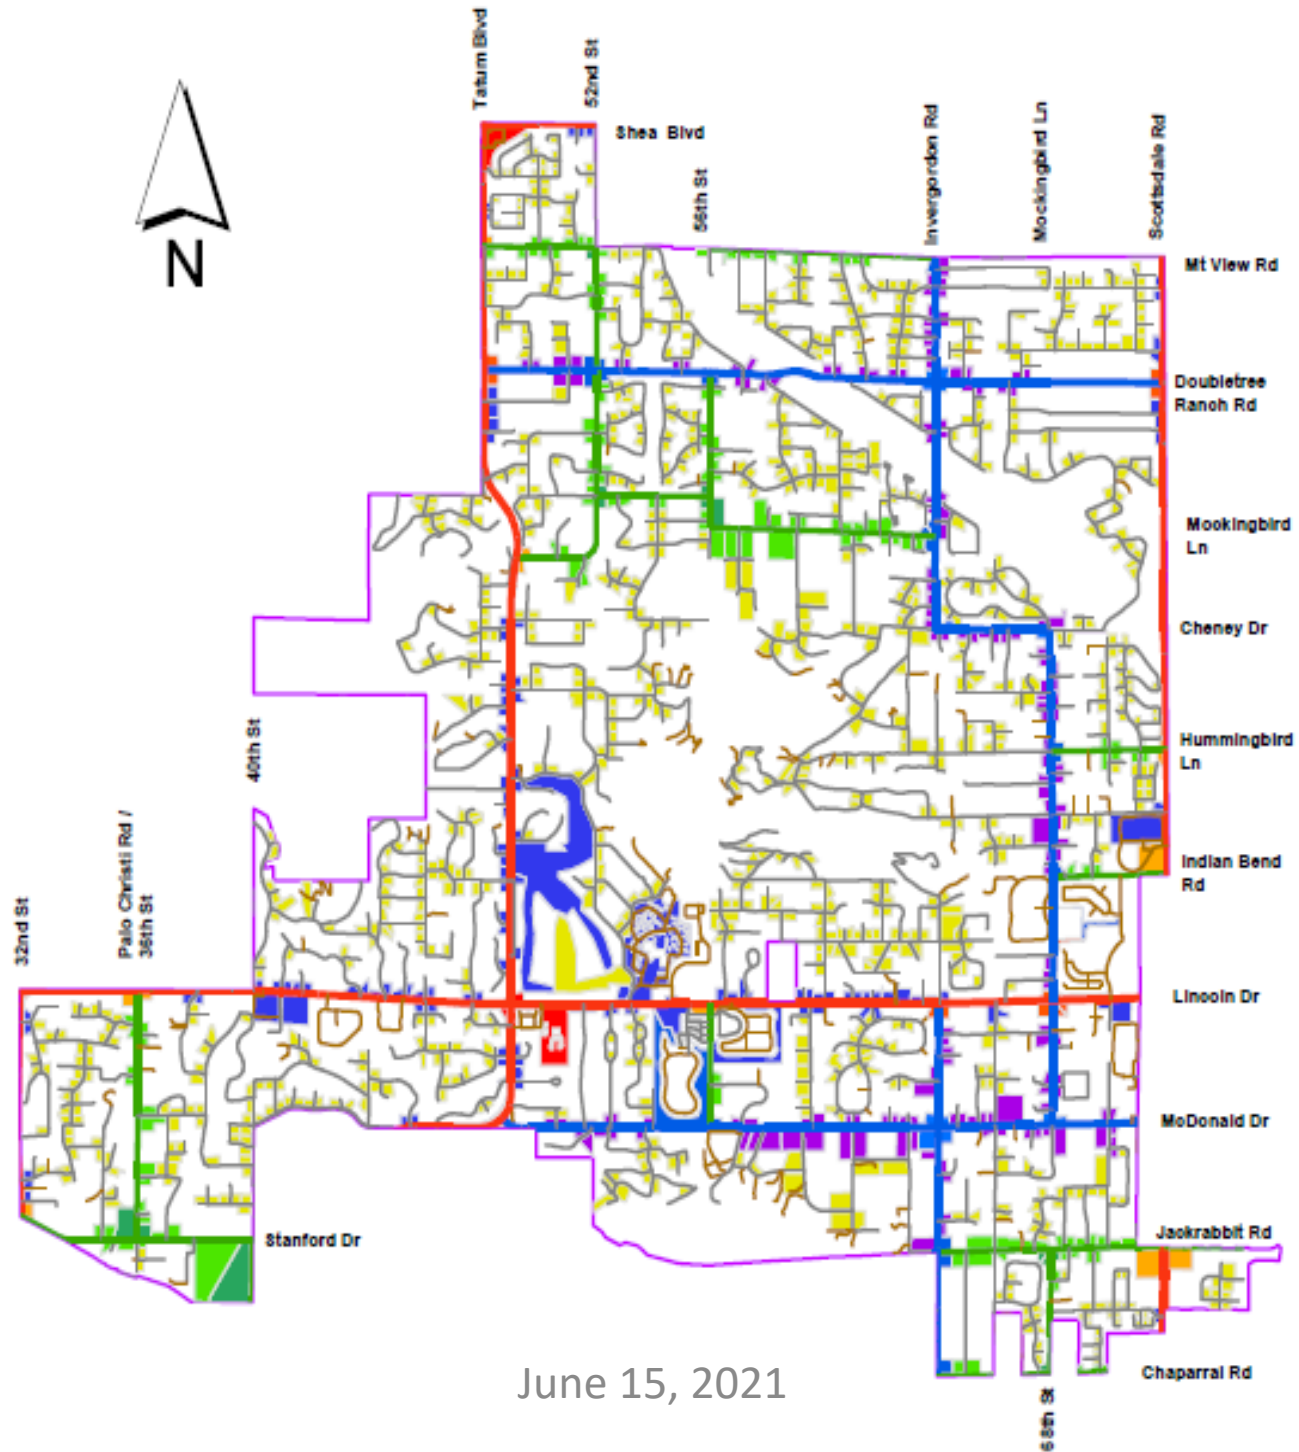 Tatum Blvd
52nd St
Shea Blvd
56th St
Invergordon Rd
Mockingbird Ln
Scottsdale Rd
N
Mt View Rd
Doubletree
Ranch Rd
Mockingbird
Ln
Cheney Dr
Hummingbird
Ln
40th St
Palo Christi Rd /
36th St
32nd St
Indian Bend
Rd
Lincoln Dr
McDonald Dr
Stanford Dr
Jackrabbit Rd
Chaparral Rd
68th St
June 15, 2021